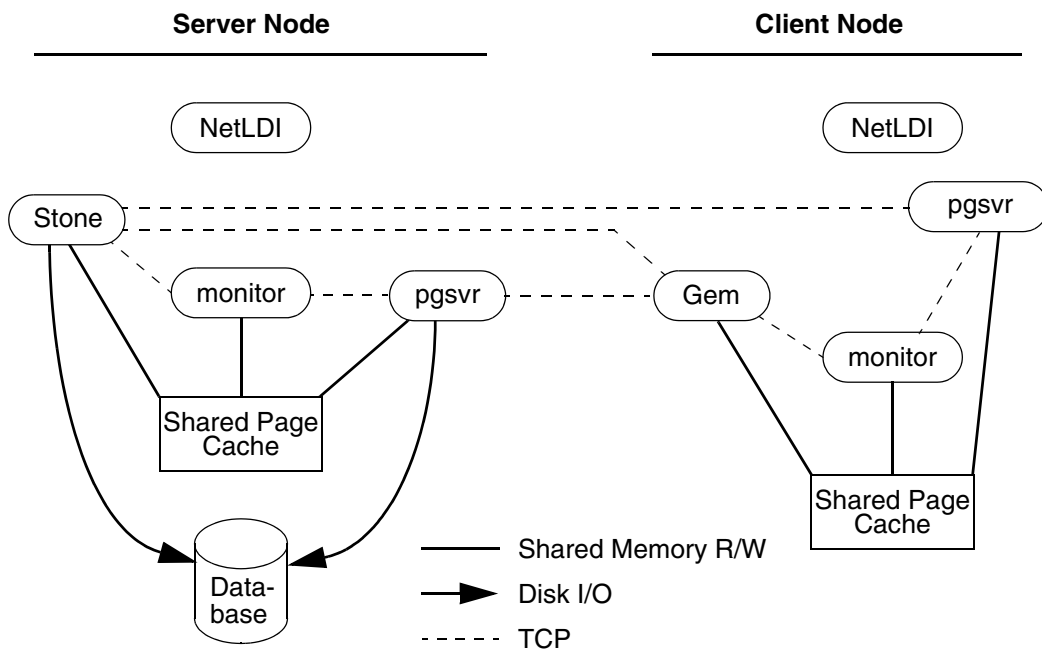 Server Node
Client Node
NetLDI
NetLDI
Stone
pgsvr
monitor
pgsvr
Gem
monitor
Shared Page
Cache
Shared Page
Cache
Data-
base
Shared Memory R/W
Disk I/O
TCP